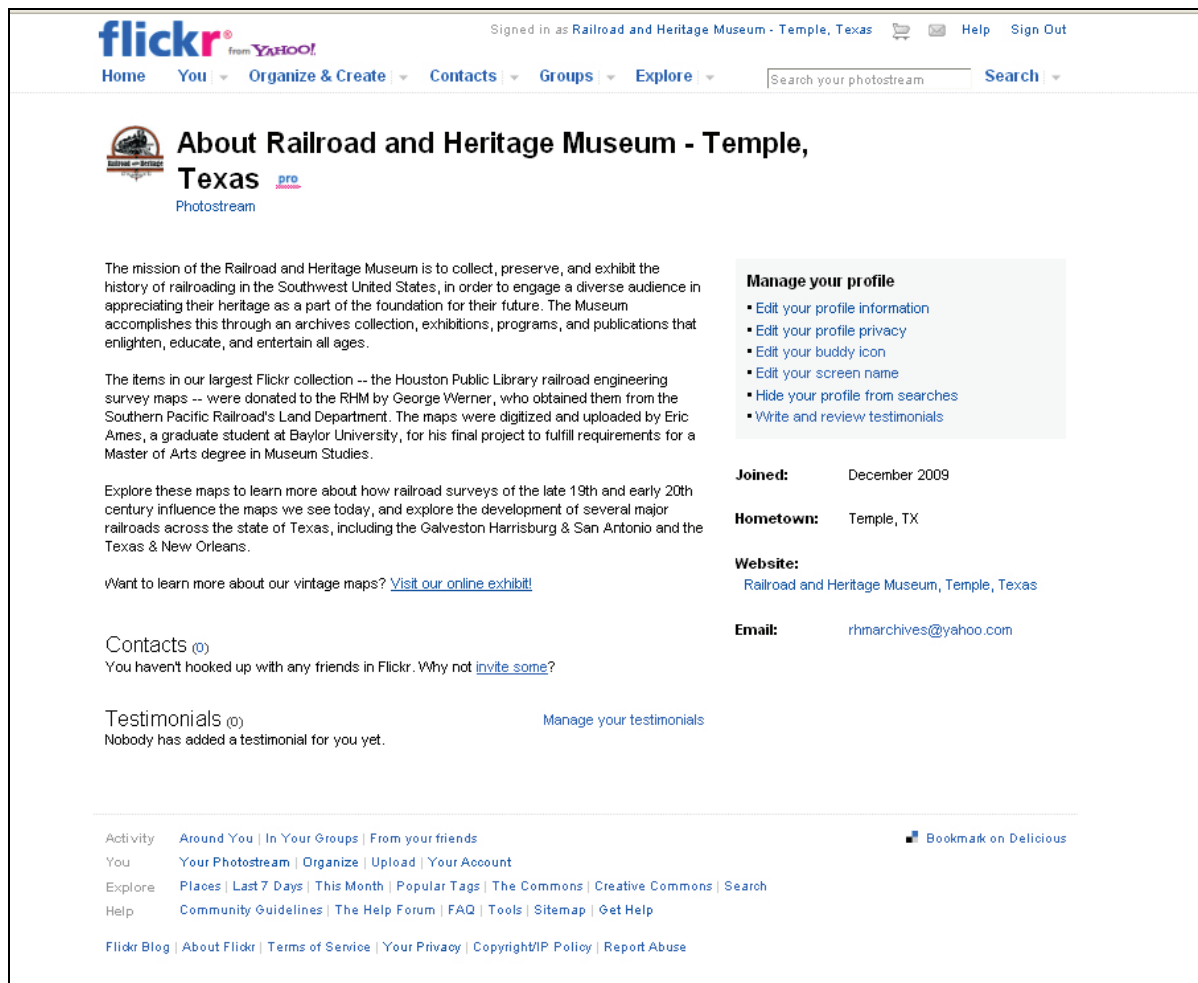 flickr® from YAHOO!
Signed in as Railroad and Heritage Museum - Temple, Texas Help Sign Out
Home You Organize & Create Contacts Groups Explore Search your photostream Search
Railroad and Heritage
About Railroad and Heritage Museum - Temple,
Texas pro
Photostream
The mission of the Railroad and Heritage Museum is to collect, preserve, and exhibit the
history of railroading in the Southwest United States, in order to engage a diverse audience in
appreciating their heritage as a part of the foundation for their future. The Museum
accomplishes this through an archives collection, exhibitions, programs, and publications that
enlighten, educate, and entertain all ages.
The items in our largest Flickr collection -- the Houston Public Library railroad engineering
survey maps -- were donated to the RHM by George Werner, who obtained them from the
Southern Pacific Railroad's Land Department. The maps were digitized and uploaded by Eric
Ames, a graduate student at Baylor University, for his final project to fulfill requirements for a
Master of Arts degree in Museum Studies.
Explore these maps to learn more about how railroad surveys of the late 19th and early 20th
century influence the maps we see today, and explore the development of several major
railroads across the state of Texas, including the Galveston Harrisburg & San Antonio and the
Texas & New Orleans.
Want to learn more about our vintage maps? Visit our online exhibit!
Contacts (0)
You haven't hooked up with any friends in Flickr. Why not invite some?
Testimonials (0) Manage your testimonials
Nobody has added a testimonial for you yet.
Manage your profile
▪ Edit your profile information
▪ Edit your profile privacy
▪ Edit your buddy icon
▪ Edit your screen name
▪ Hide your profile from searches
▪ Write and review testimonials
Joined: December 2009
Hometown: Temple, TX
Website:
Railroad and Heritage Museum, Temple, Texas
Email: rhmarchives@yahoo.com
Activity Around You | In Your Groups | From your friends Bookmark on Delicious
You Your Photostream | Organize | Upload | Your Account
Explore Places | Last 7 Days | This Month | Popular Tags | The Commons | Creative Commons | Search
Help Community Guidelines | The Help Forum | FAQ | Tools | Sitemap | Get Help
Flickr Blog | About Flickr | Terms of Service | Your Privacy | Copyright/IP Policy | Report Abuse